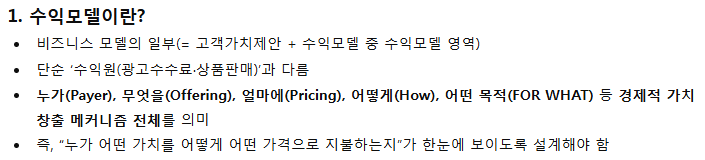 1. 수익모델이란?
• 비즈니스 모델의 일부(= 고객가치제안 + 수익모델 중 수익모델 영역)
• 단순 ‘수익원(광고수수료·상품판매)’과 다름
• 누가(Payer), 무엇을(Offering), 얼마에(Pricing), 어떻게(How), 어떤 목적(FOR WHAT) 등 경제적 가치
창출 메커니즘 전체를 의미
• 즉, “누가 어떤 가치를 어떻게 어떤 가격으로 지불하는지”가 한눈에 보이도록 설계해야 함